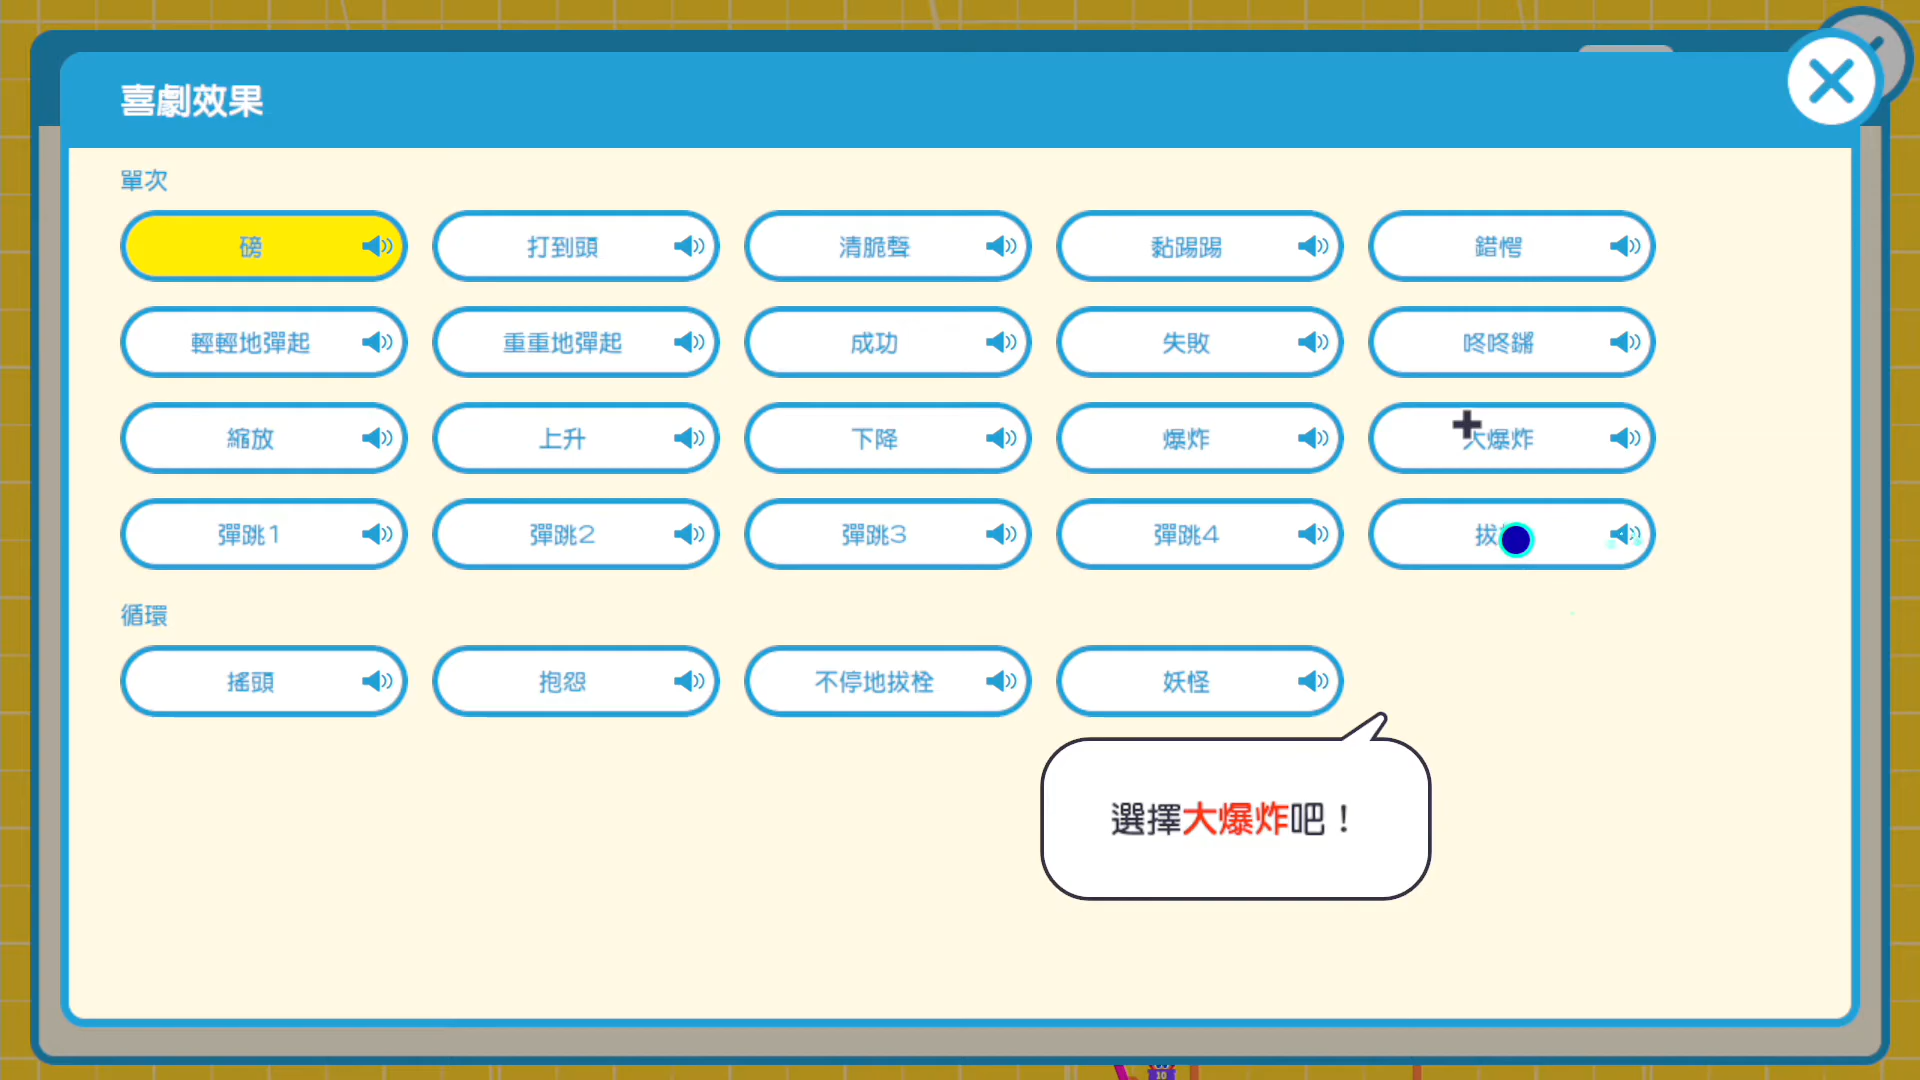 喜劇效果
單次
磅 打到頭 清脆聲 黏踢踢 錯愕
輕輕地彈起 重重地彈起 成功 失敗 咚咚鏘
縮放 上升 下降 爆炸 大爆炸
彈跳1 彈跳2 彈跳3 彈跳4 拔
循環
搖頭 抱怨 不停地拔栓 妖怪
選擇大爆炸吧！
10